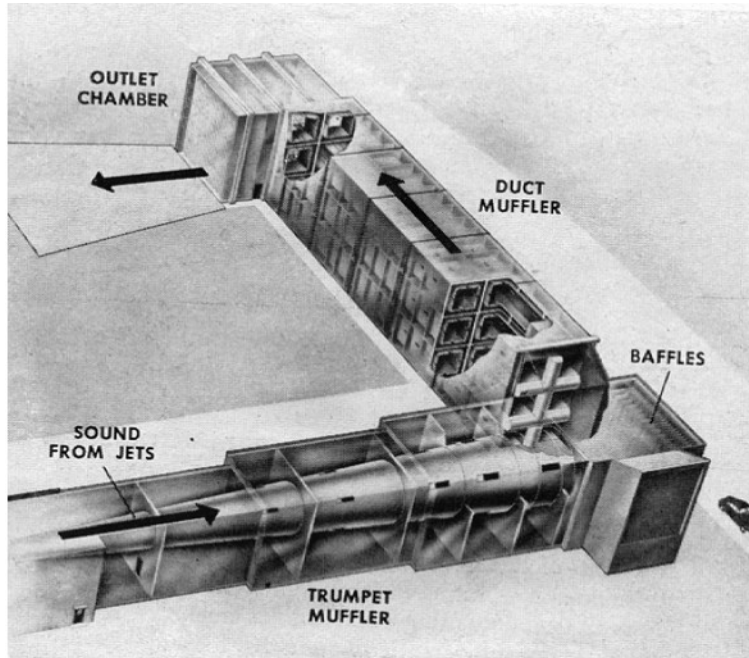 OUTLET
CHAMBER
DUCT
MUFFLER
BAFFLES
SOUND
FROM JETS
TRUMPET
MUFFLER